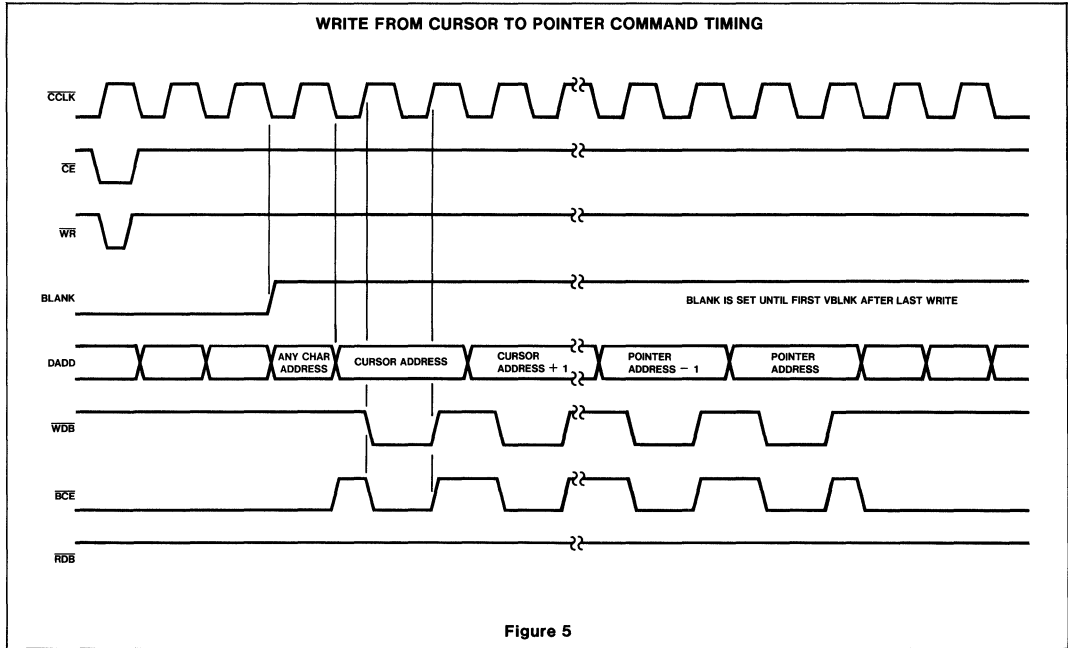 WRITE FROM CURSOR TO POINTER COMMAND TIMING
CCLK
CE
WR
BLANK
BLANK IS SET UNTIL FIRST VBLNK AFTER LAST WRITE
DADD
ANY CHAR
ADDRESS
CURSOR ADDRESS
CURSOR
ADDRESS + 1
POINTER
ADDRESS − 1
POINTER
ADDRESS
WDB
BCE
RDB
Figure 5